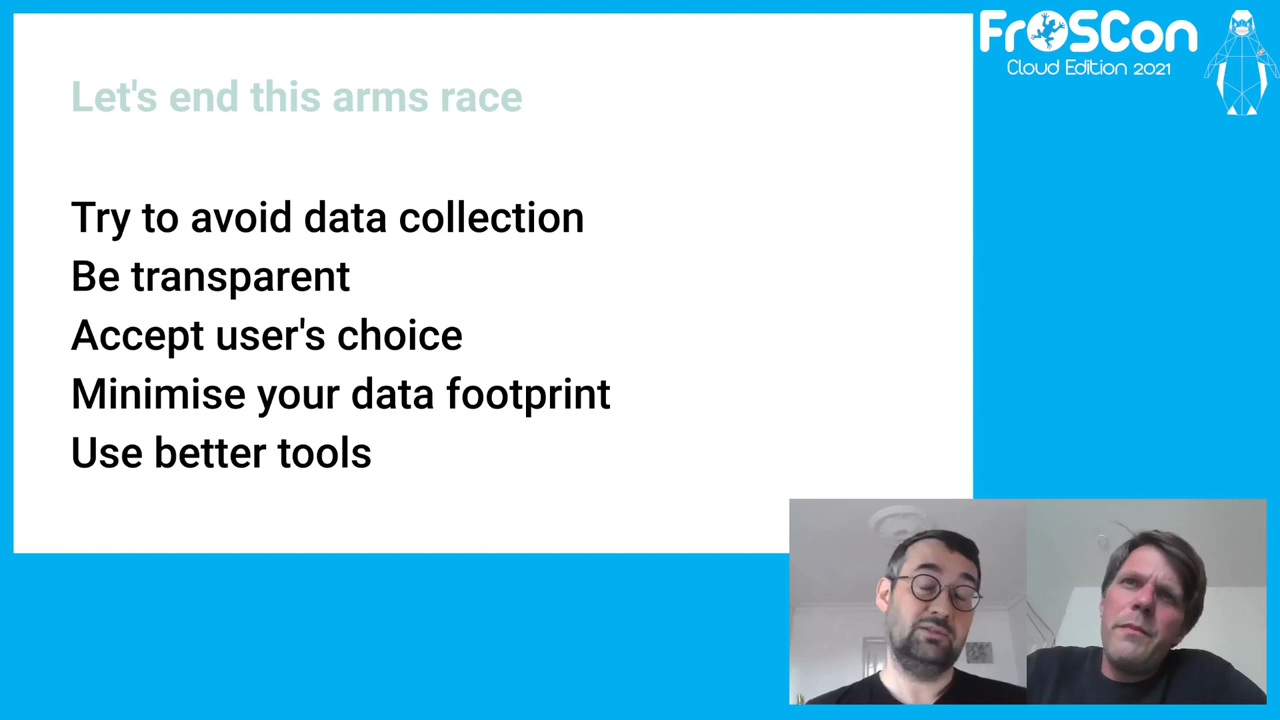 Let's end this arms race
Try to avoid data collection
Be transparent
Accept user's choice
Minimise your data footprint
Use better tools
FrOSCon
Cloud Edition 2021